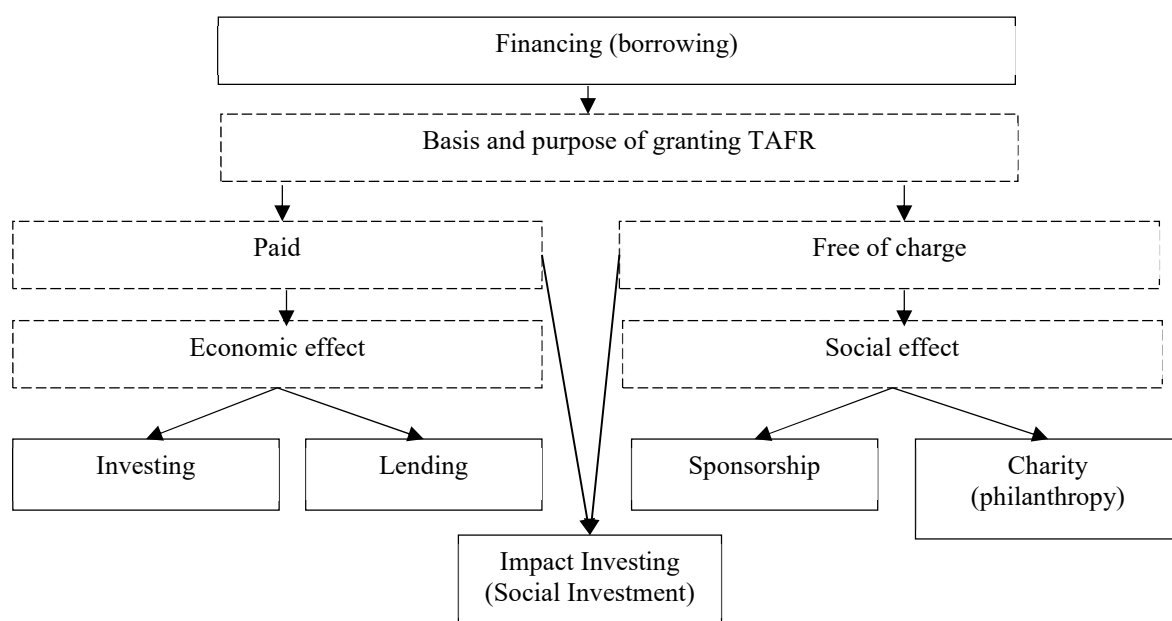 Financing (borrowing)
Basis and purpose of granting TAFR
Paid
Free of charge
Economic effect
Social effect
Investing
Lending
Sponsorship
Charity
(philanthropy)
Impact Investing
(Social Investment)